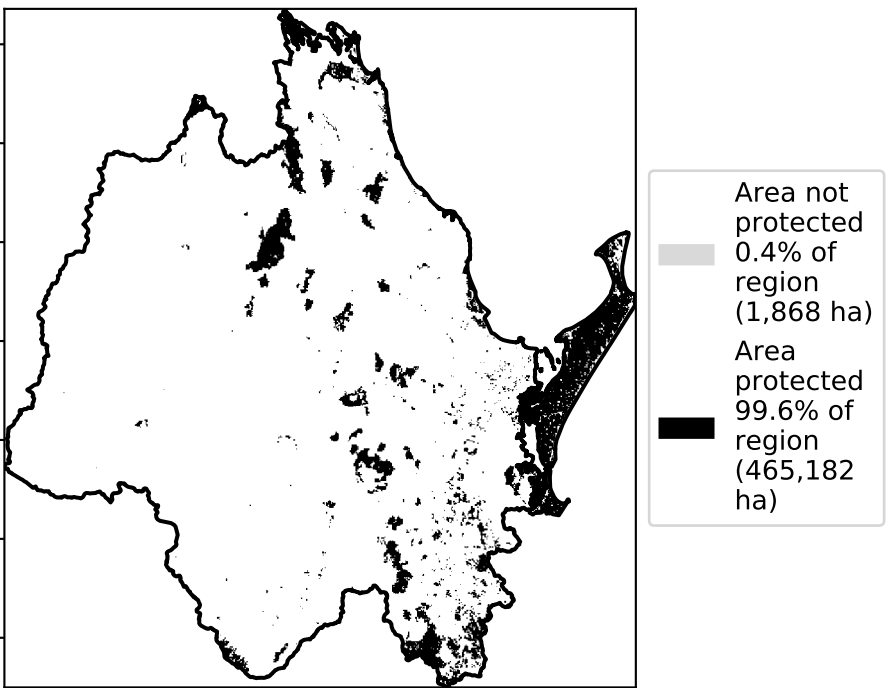 Area not
protected
0.4% of
region
(1,868 ha)
Area
protected
99.6% of
region
(465,182
ha)